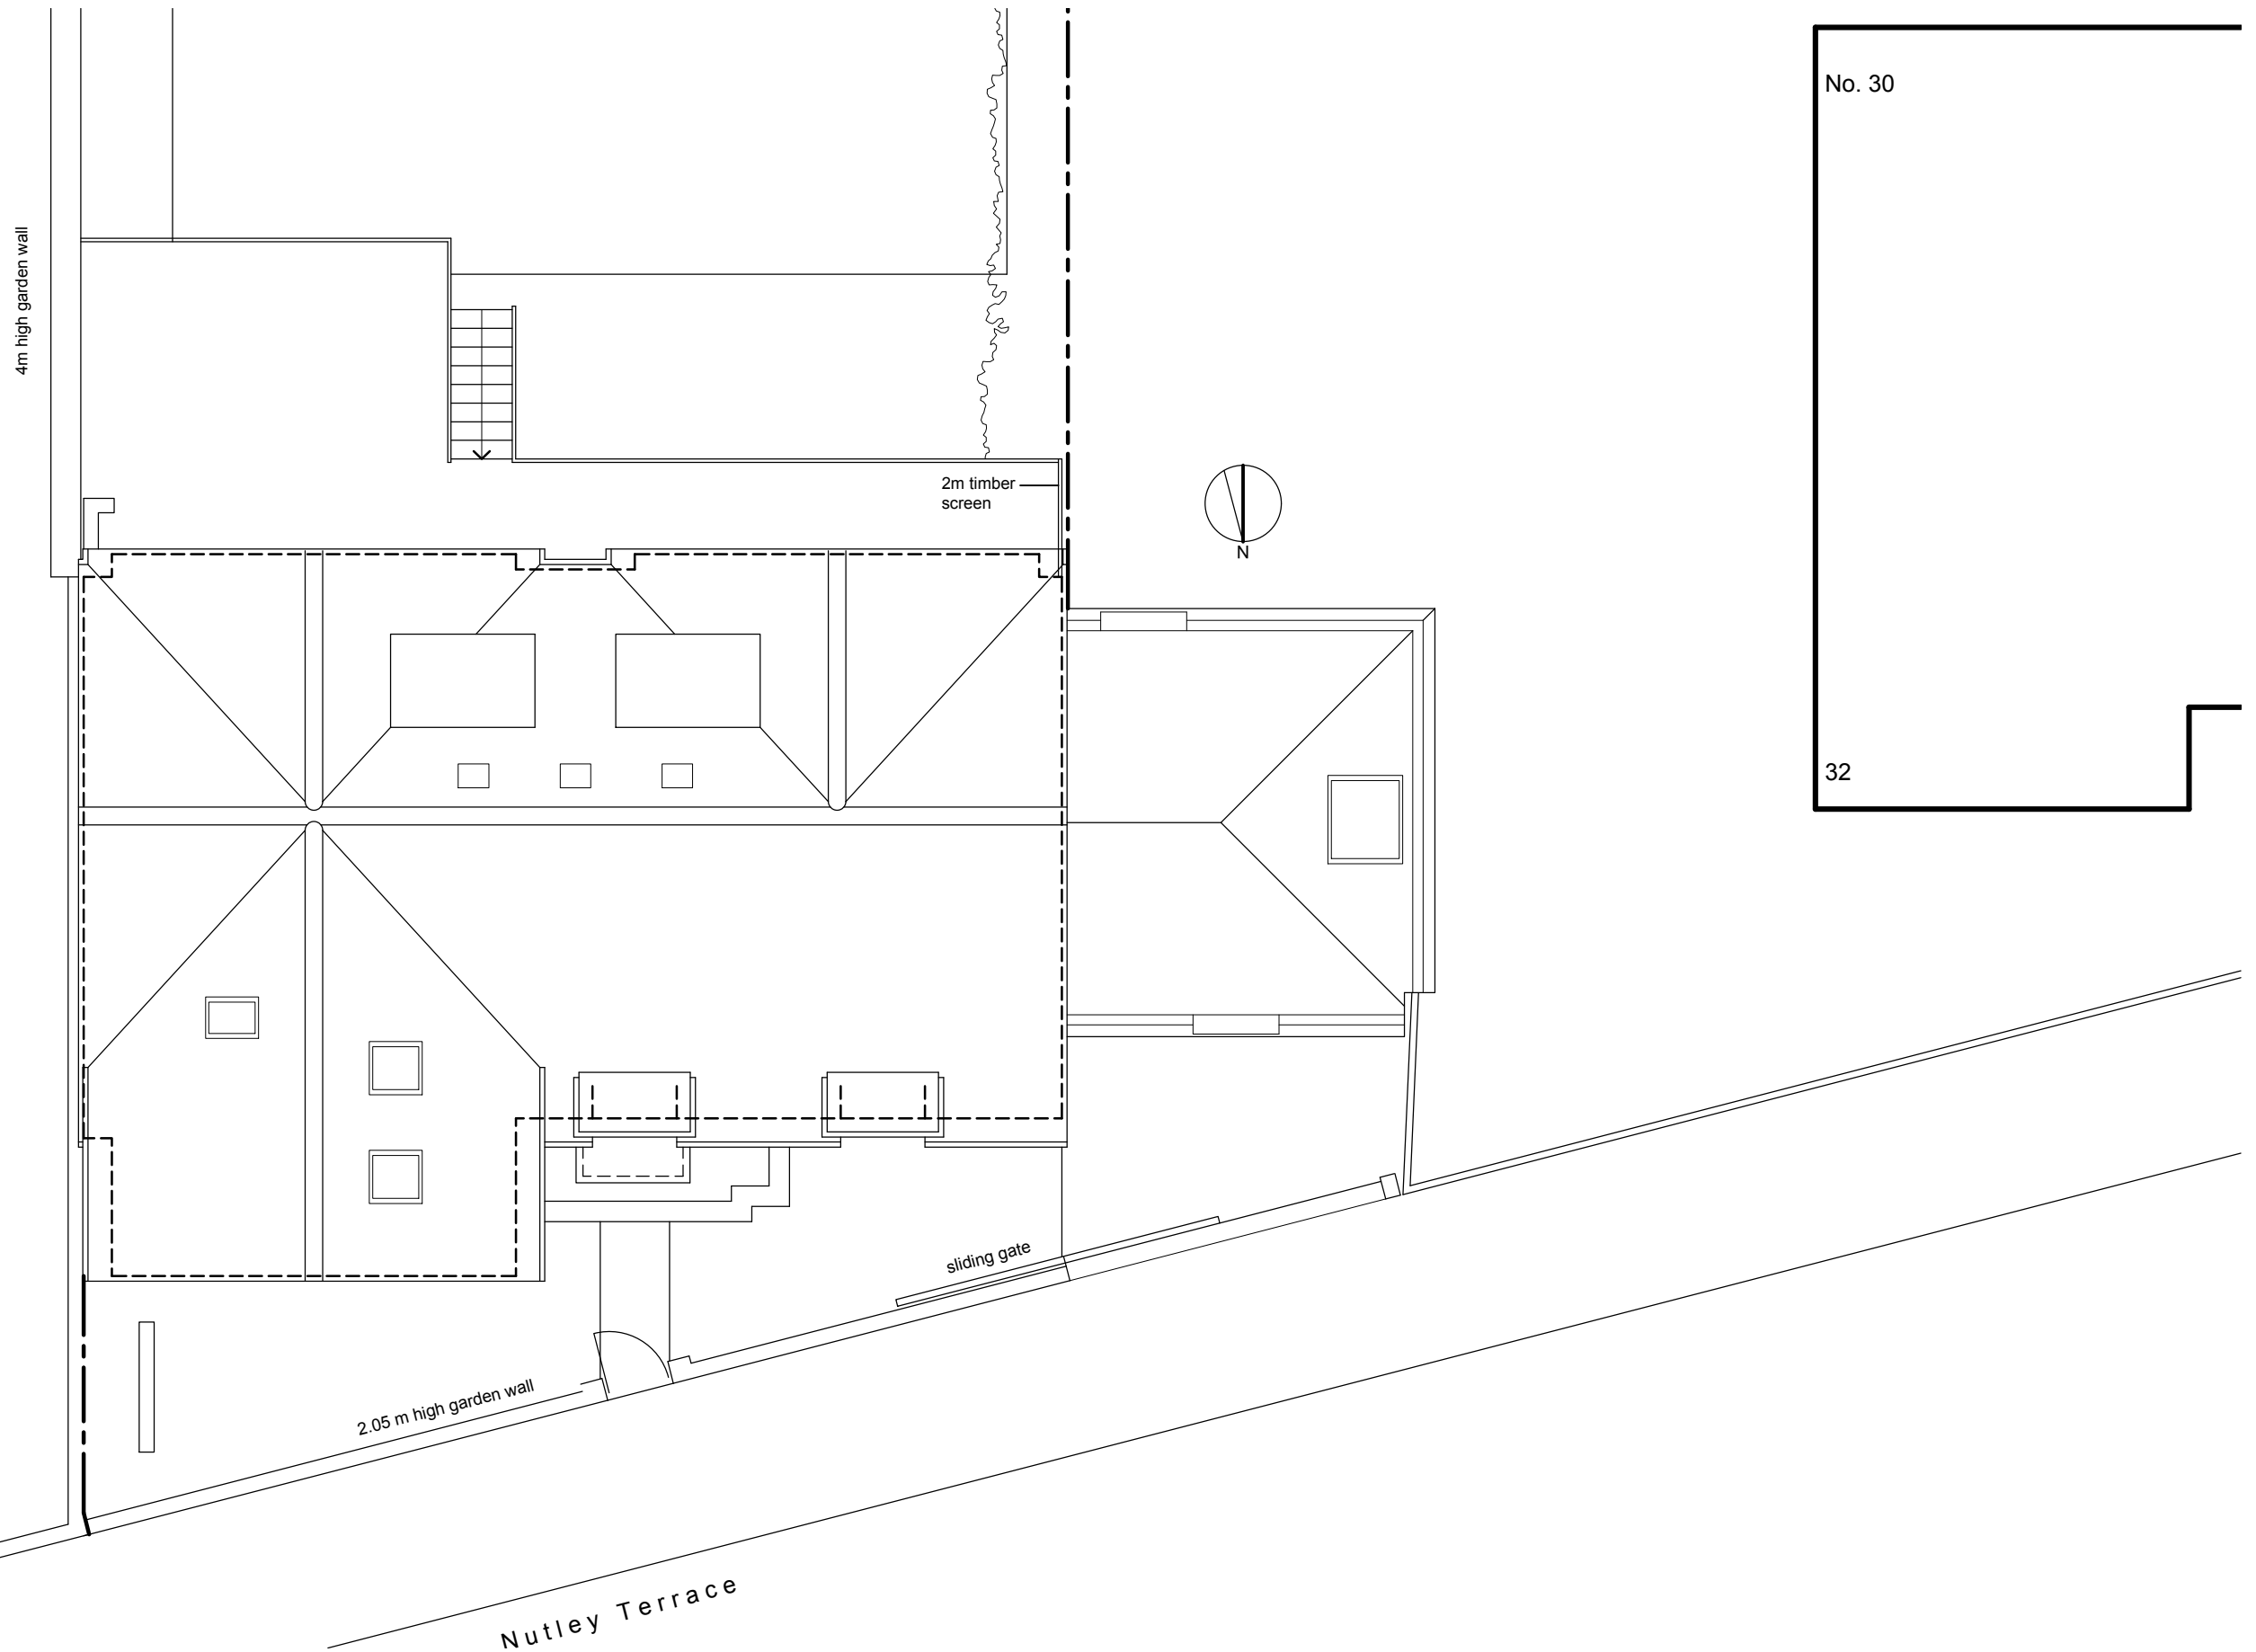 No. 30
4m high garden wall
2m timber
screen
N
32
sliding gate
2.05 m high garden wall
Nutley Terrace